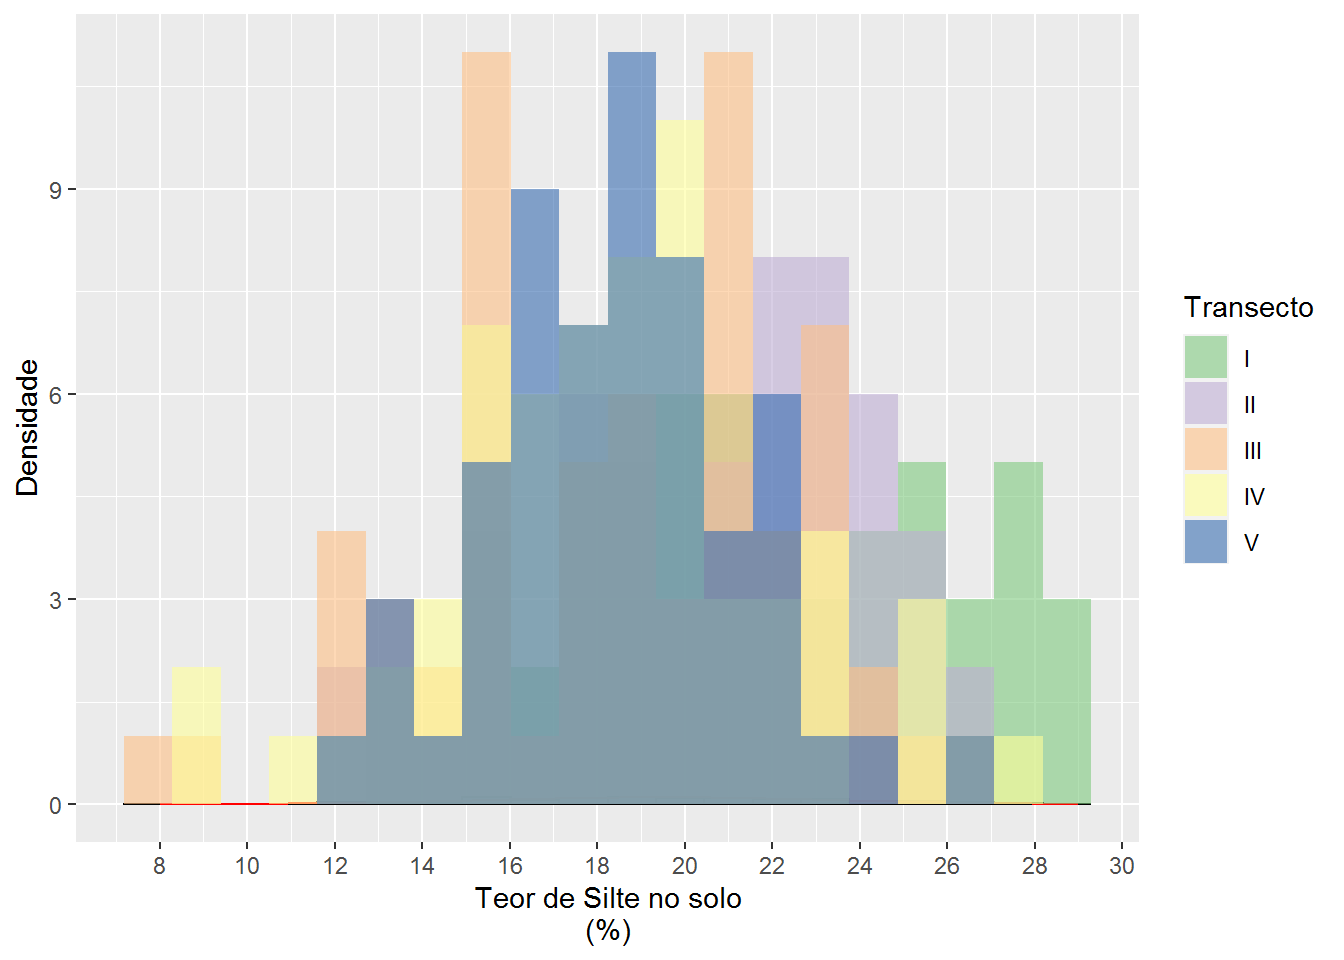 Densidade
9
6
3
0
8 10 12 14 16 18 20 22 24 26 28 30
Teor de Silte no solo
(%)
Transecto
I
II
III
IV
V